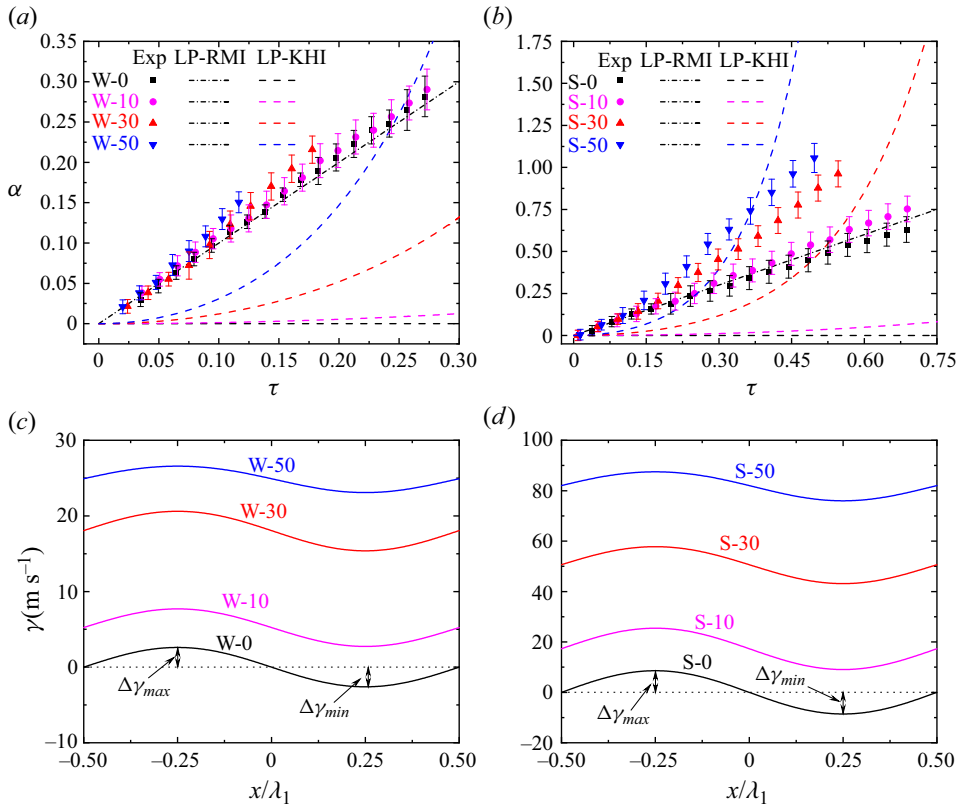 (a)
Exp LP-RMI LP-KHI
W-0
W-10
W-30
W-50
0.35
0.30
0.25
0.20
0.15
0.10
0.05
0
α
0 0.05 0.10 0.15 0.20 0.25 0.30
τ
(b)
Exp LP-RMI LP-KHI
S-0
S-10
S-30
S-50
1.75
1.50
1.25
1.00
0.75
0.50
0.25
0
0 0.15 0.30 0.45 0.60 0.75
τ
(c)
30
20
10
0
−10
γ(m s−1)
W-50
W-30
W-10
W-0
Δγmax
Δγmin
−0.50 −0.25 0 0.25 0.50
x/λ1
(d)
100
80
60
40
20
0
−20
S-50
S-30
S-10
S-0
Δγmax
Δγmin
−0.50 −0.25 0 0.25 0.50
x/λ1